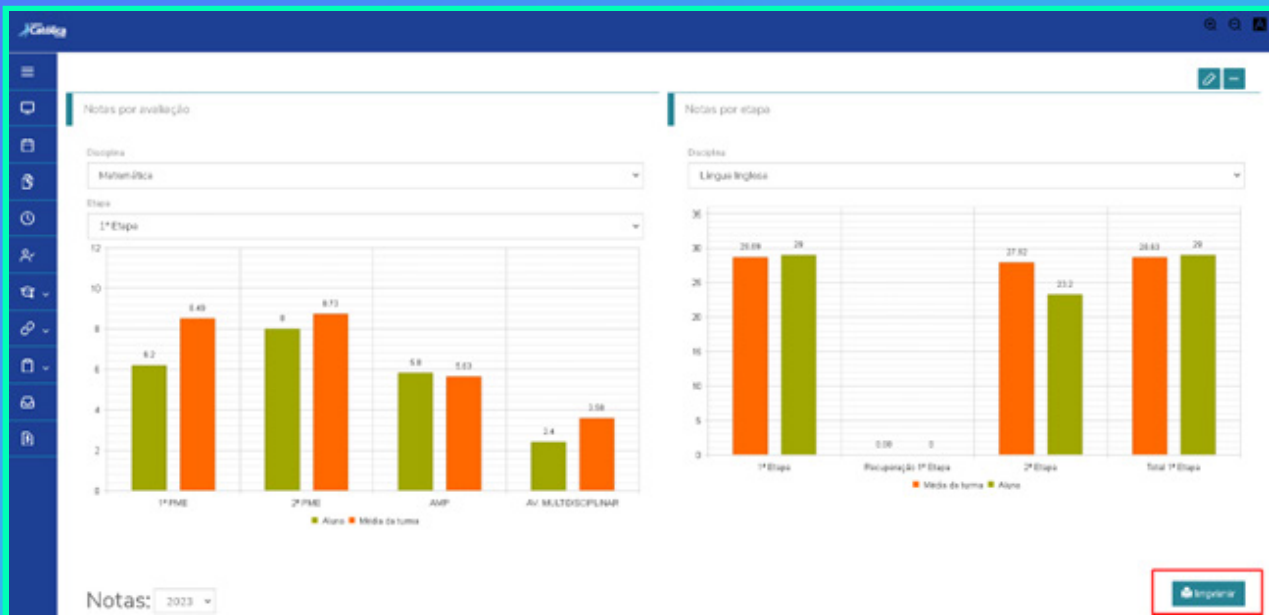 Católica
Notas por avaliação
Disciplina
Matemática
Etapa
1ª Etapa
12
10
8
6
4
2
0
6.2
8.49
8
8.73
5.8
5.63
2.4
3.58
1ª PME
2ª PME
AMP
AV. MULTIDISCIPLINAR
Aluno
Média da turma
Notas por etapa
Disciplina
Língua Inglesa
35
30
25
20
15
10
5
0
29
0
27.92
23.2
28.63
29
1ª Etapa
Recuperação 1ª Etapa
2ª Etapa
Total 1ª Etapa
Média da turma
Aluno
Notas:
2023
Imprimir